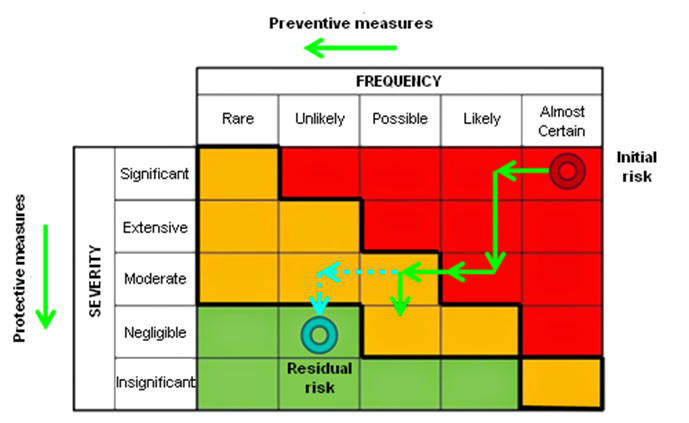 Preventive measures
FREQUENCY
Rare
Unlikely
Possible
Likely
Almost
Certain
Initial
risk
Protective measures
SEVERITY
Significant
Extensive
Moderate
Negligible
Insignificant
Residual
risk